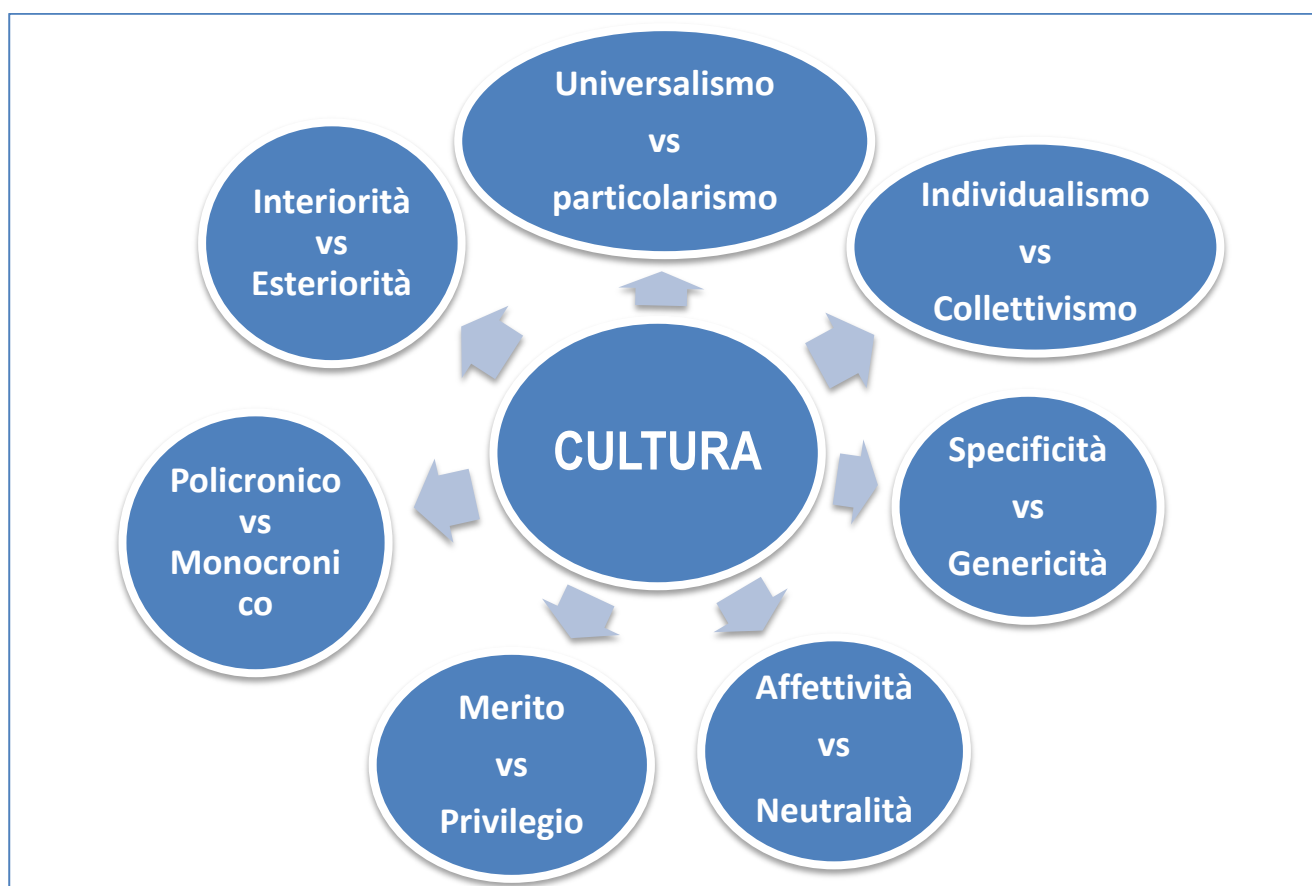 Universalismo
vs
particolarismo
Individualismo
vs
Collettivismo
Specificità
vs
Genericità
Affettività
vs
Neutralità
Merito
vs
Privilegio
Policronico
vs
Monocroni
co
Interiorità
vs
Esteriorità
CULTURA